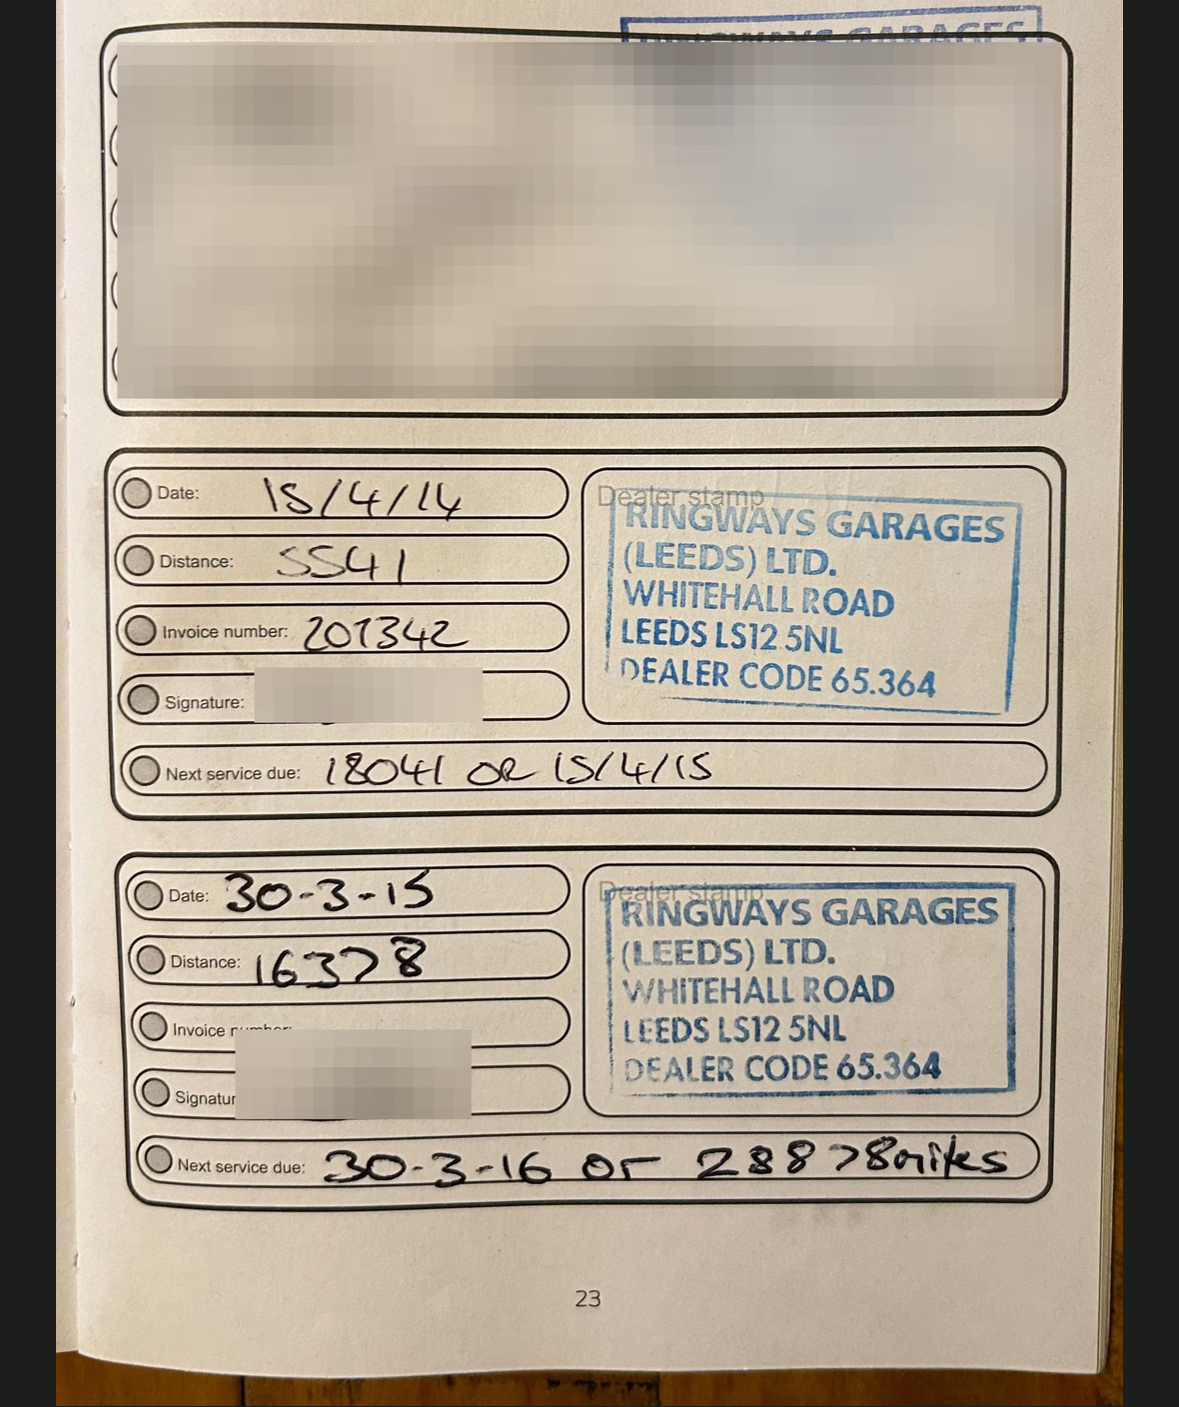 RINGWAYS GARAGES
Date: 15/4/14
Distance: 5541
Invoice number: 201342
Signature:
Dealer stamp
RINGWAYS GARAGES
(LEEDS) LTD.
WHITEHALL ROAD
LEEDS LS12 5NL
DEALER CODE 65.364
Next service due: 18041 OR 15/4/15
Date: 30-3-15
Distance: 16378
Invoice number:
Signatur
Dealer stamp
RINGWAYS GARAGES
(LEEDS) LTD.
WHITEHALL ROAD
LEEDS LS12 5NL
DEALER CODE 65.364
Next service due: 30-3-16 or 28878miles
23